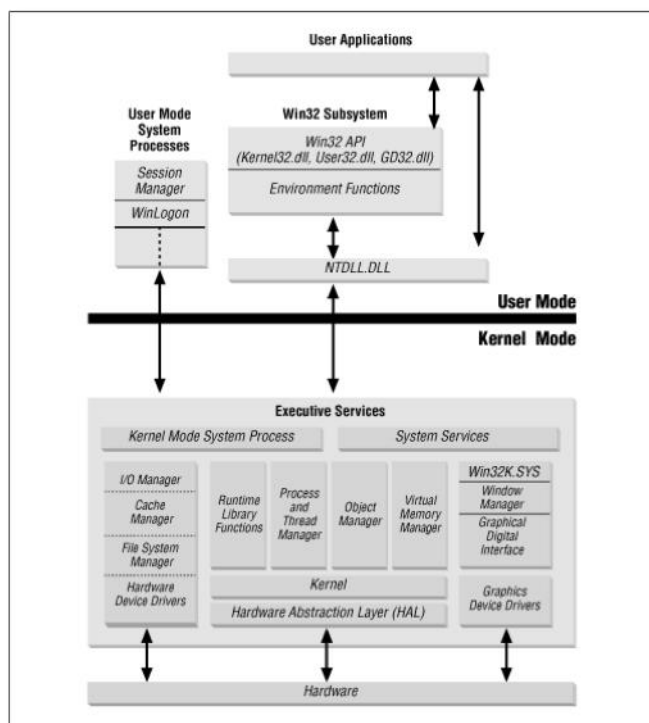 User Applications
User Mode
System
Processes
Session
Manager
WinLogon
Win32 Subsystem
Win32 API
(Kernel32.dll, User32.dll, GD32.dll)
Environment Functions
NTDLL.DLL
User Mode
Kernel Mode
Executive Services
Kernel Mode System Process
System Services
I/O Manager
Cache
Manager
File System
Manager
Hardware
Device Drivers
Runtime
Library
Functions
Process
and
Thread
Manager
Object
Manager
Virtual
Memory
Manager
Win32K.SYS
Window
Manager
Graphical
Digital
Interface
Kernel
Hardware Abstraction Layer (HAL)
Graphics
Device Drivers
Hardware